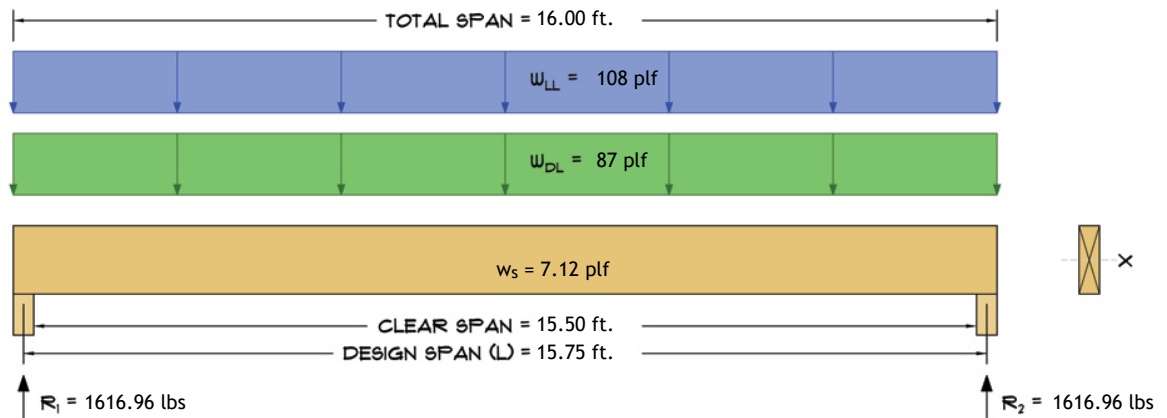 TOTAL SPAN = 16.00 ft.
WLL = 108 plf
WDL = 87 plf
ws = 7.12 plf
X
CLEAR SPAN = 15.50 ft.
DESIGN SPAN (L) = 15.75 ft.
R1 = 1616.96 lbs
R2 = 1616.96 lbs